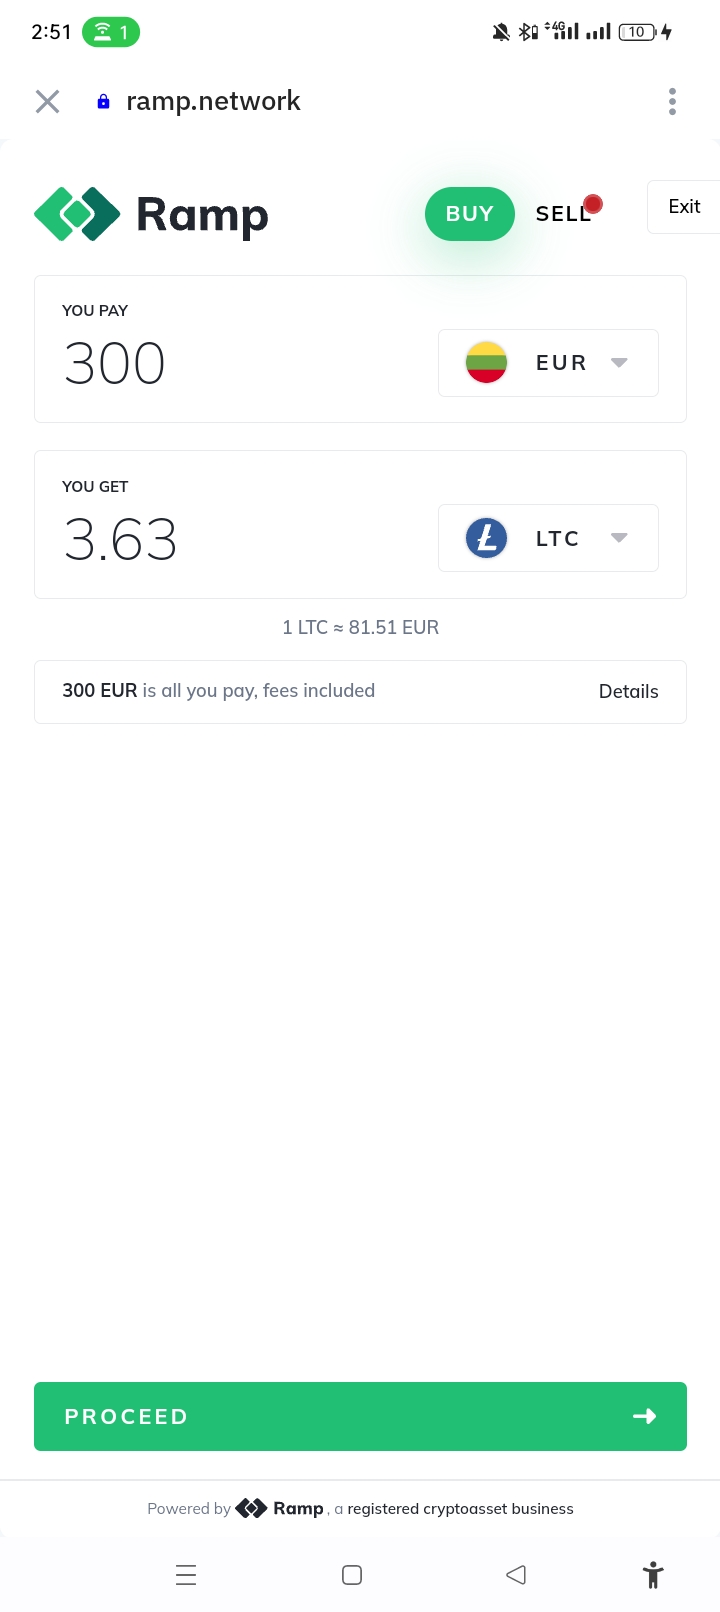 2:51 1 4G 10
ramp.network
Ramp BUY SELL Exit
YOU PAY
300 EUR
YOU GET
3.63 LTC
1 LTC ≈ 81.51 EUR
300 EUR is all you pay, fees included Details
PROCEED
Powered by Ramp, a registered cryptoasset business